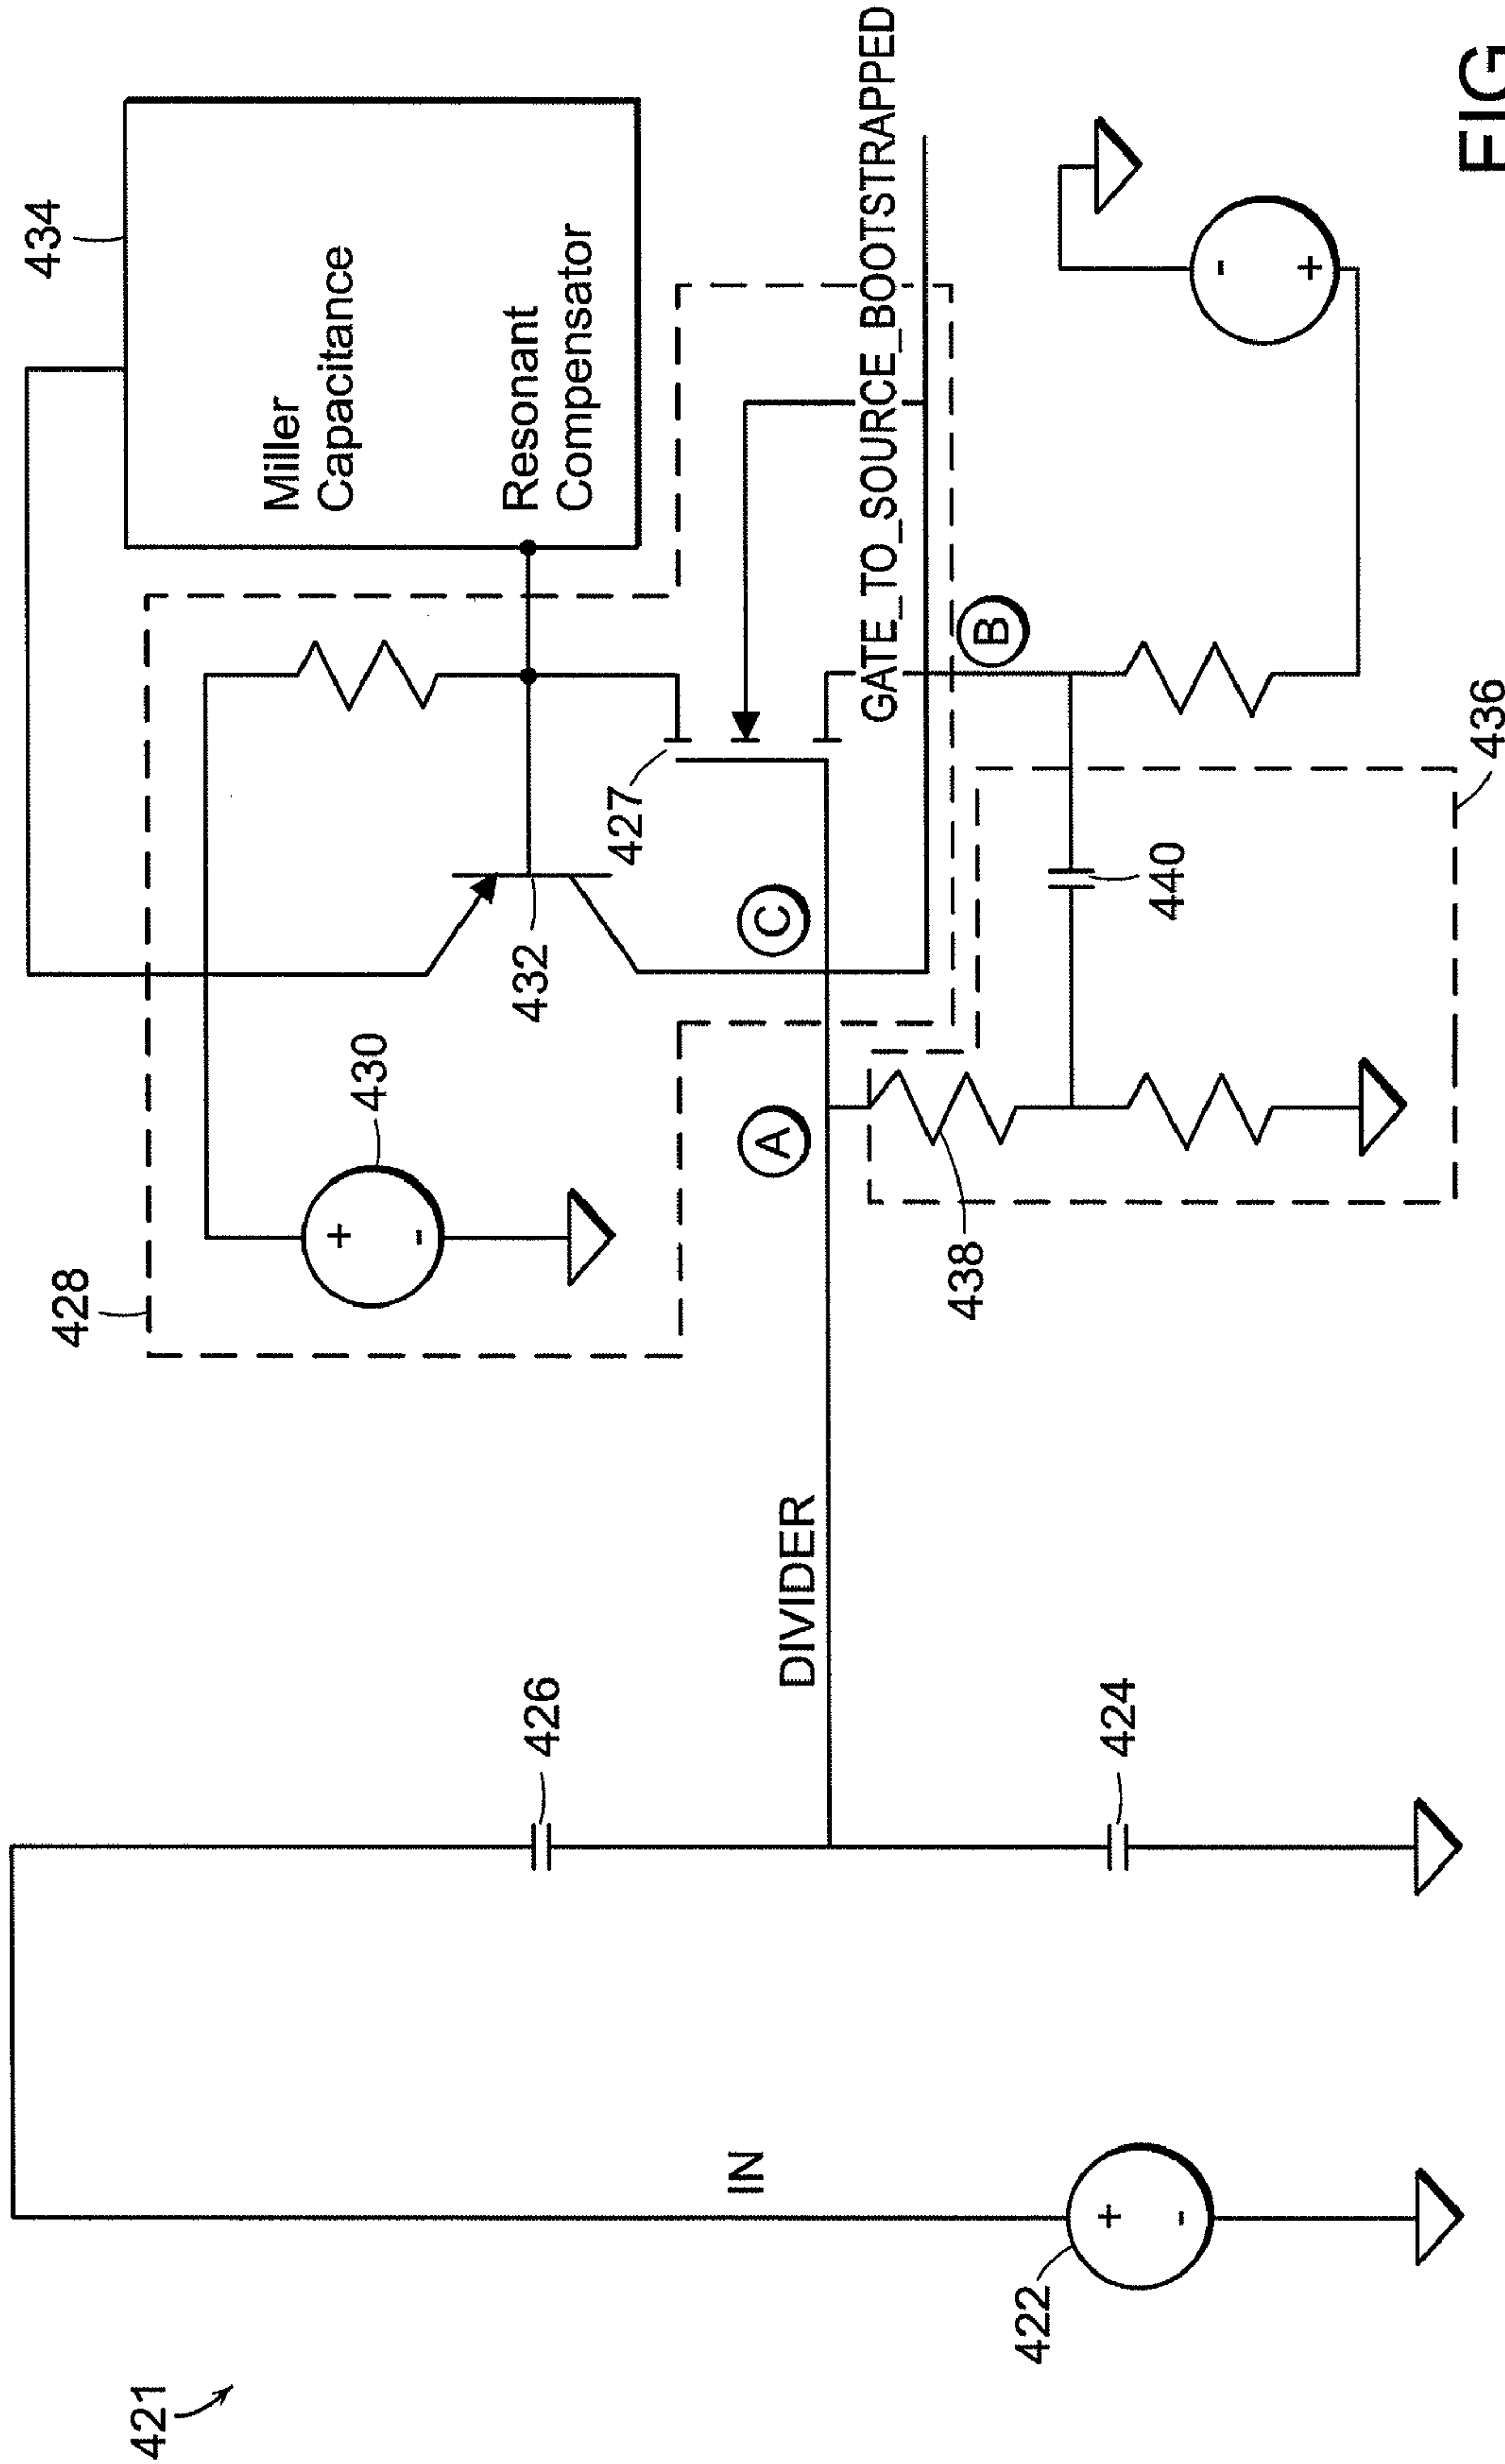 421
422
+
-
IN
426
424
DIVIDER
428
430
+
-
A
438
432
C
427
440
436
434
Miller
Capacitance
Resonant
Compensator
GATE_TO_SOURCE_BOOTSTRAPPED
B
-
+
FIG